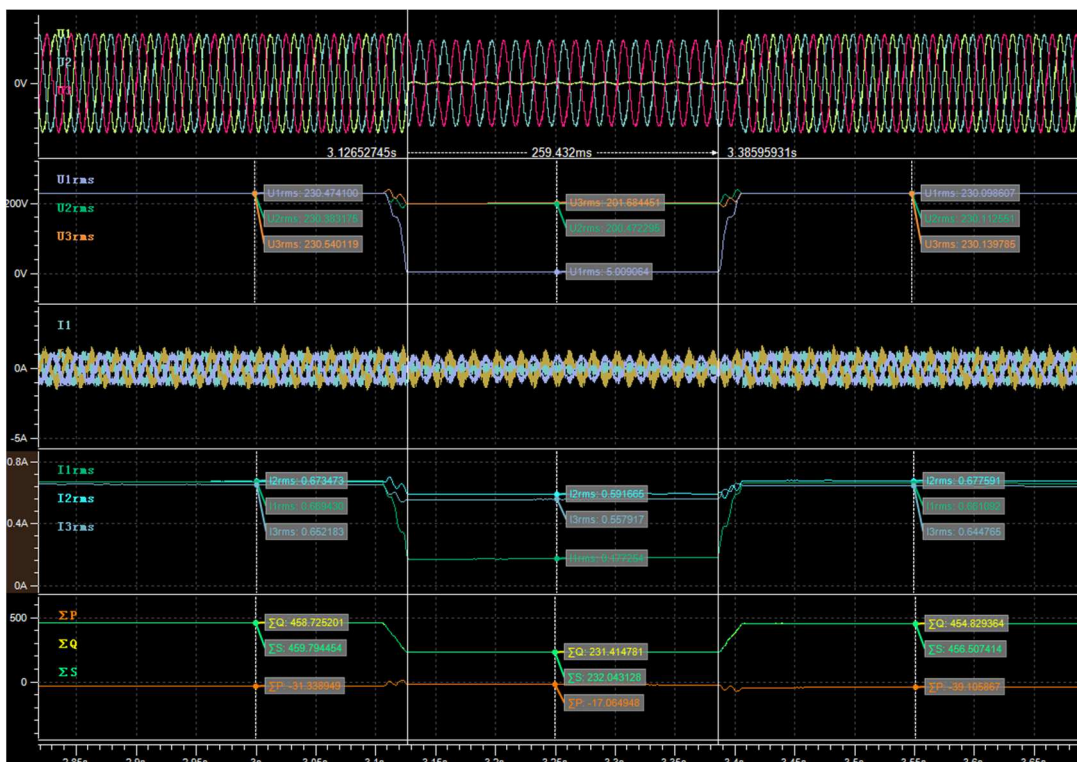 U1
U2
0V
U3
3.12652745s
259.432ms
3.38595931s
U1rms
U2rms
U3rms
200V
0V
U1rms: 230.474100
U2rms: 230.383175
U3rms: 230.540119
U3rms: 201.684451
U2rms: 200.472295
U1rms: 5.009064
U1rms: 230.098607
U2rms: 230.112551
U3rms: 230.139785
I1
0A
-5A
0.8A
I1rms
I2rms
I3rms
0.4A
0A
I2rms: 0.673473
I3rms: 0.652183
I2rms: 0.591665
I3rms: 0.557917
I2rms: 0.677591
I3rms: 0.644765
500
0
ΣP
ΣQ
ΣS
ΣQ: 458.725201
ΣS: 459.794454
ΣP: -31.338949
ΣQ: 231.414781
ΣS: 232.043128
ΣP: -17.064948
ΣQ: 454.829364
ΣS: 456.507414
ΣP: -39.105867